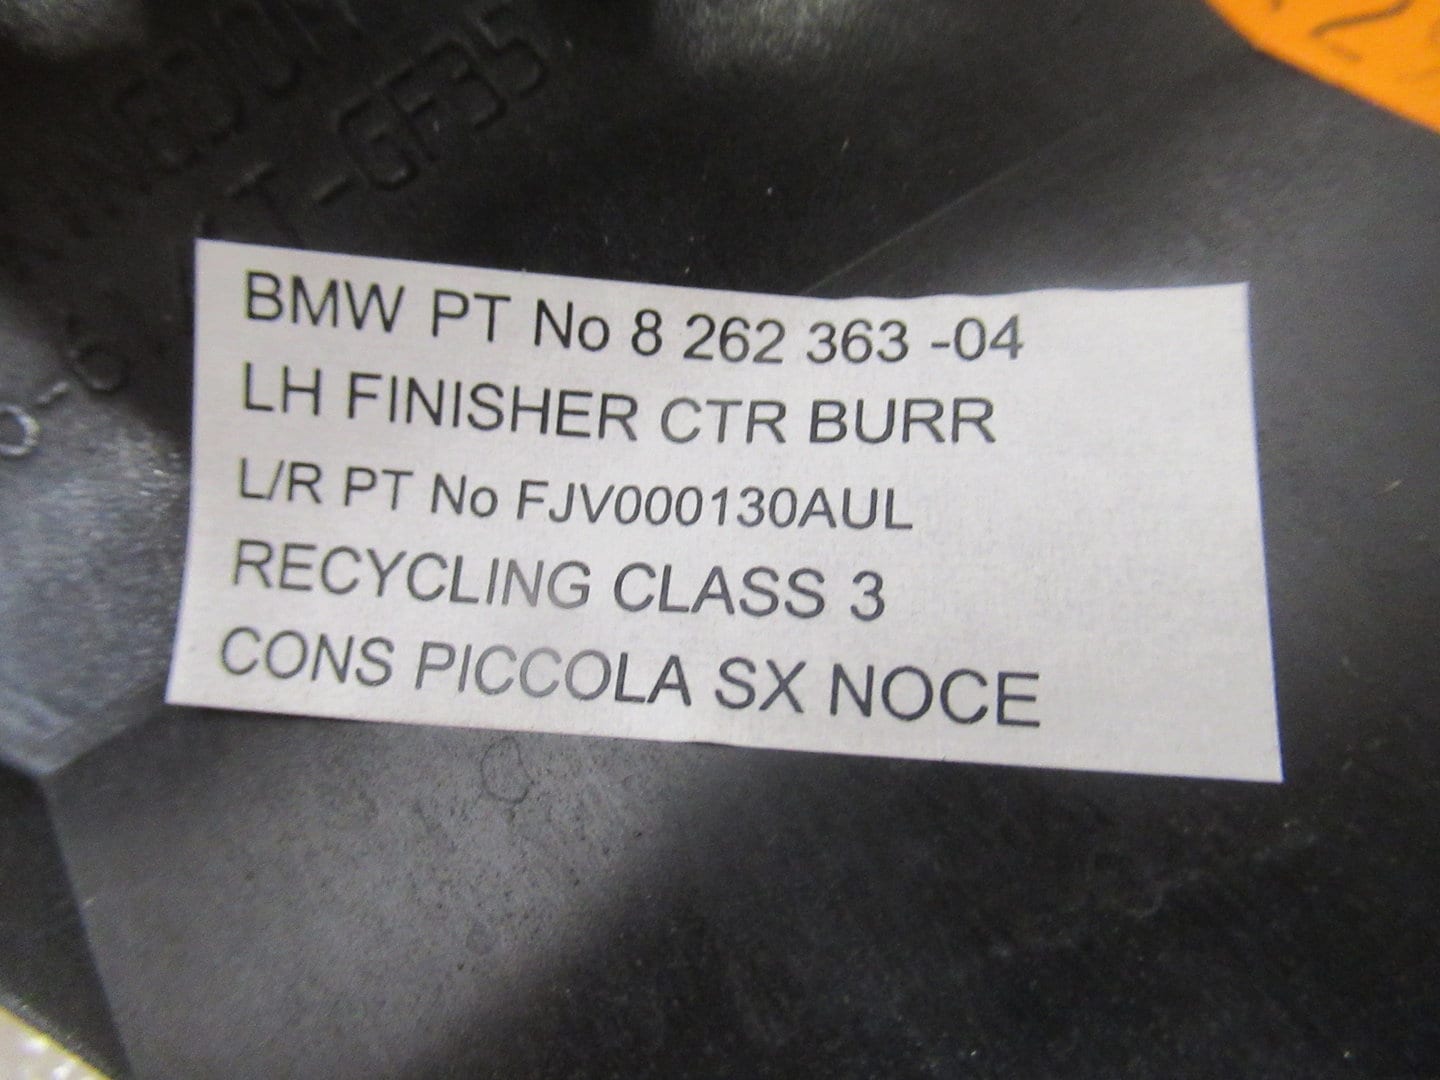 -GF35
BMW PT No 8 262 363 -04
LH FINISHER CTR BURR
L/R PT No FJV000130AUL
RECYCLING CLASS 3
CONS PICCOLA SX NOCE